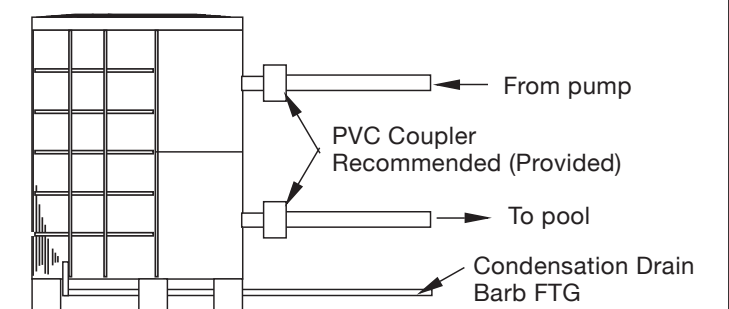 From pump
PVC Coupler
Recommended (Provided)
To pool
Condensation Drain
Barb FTG